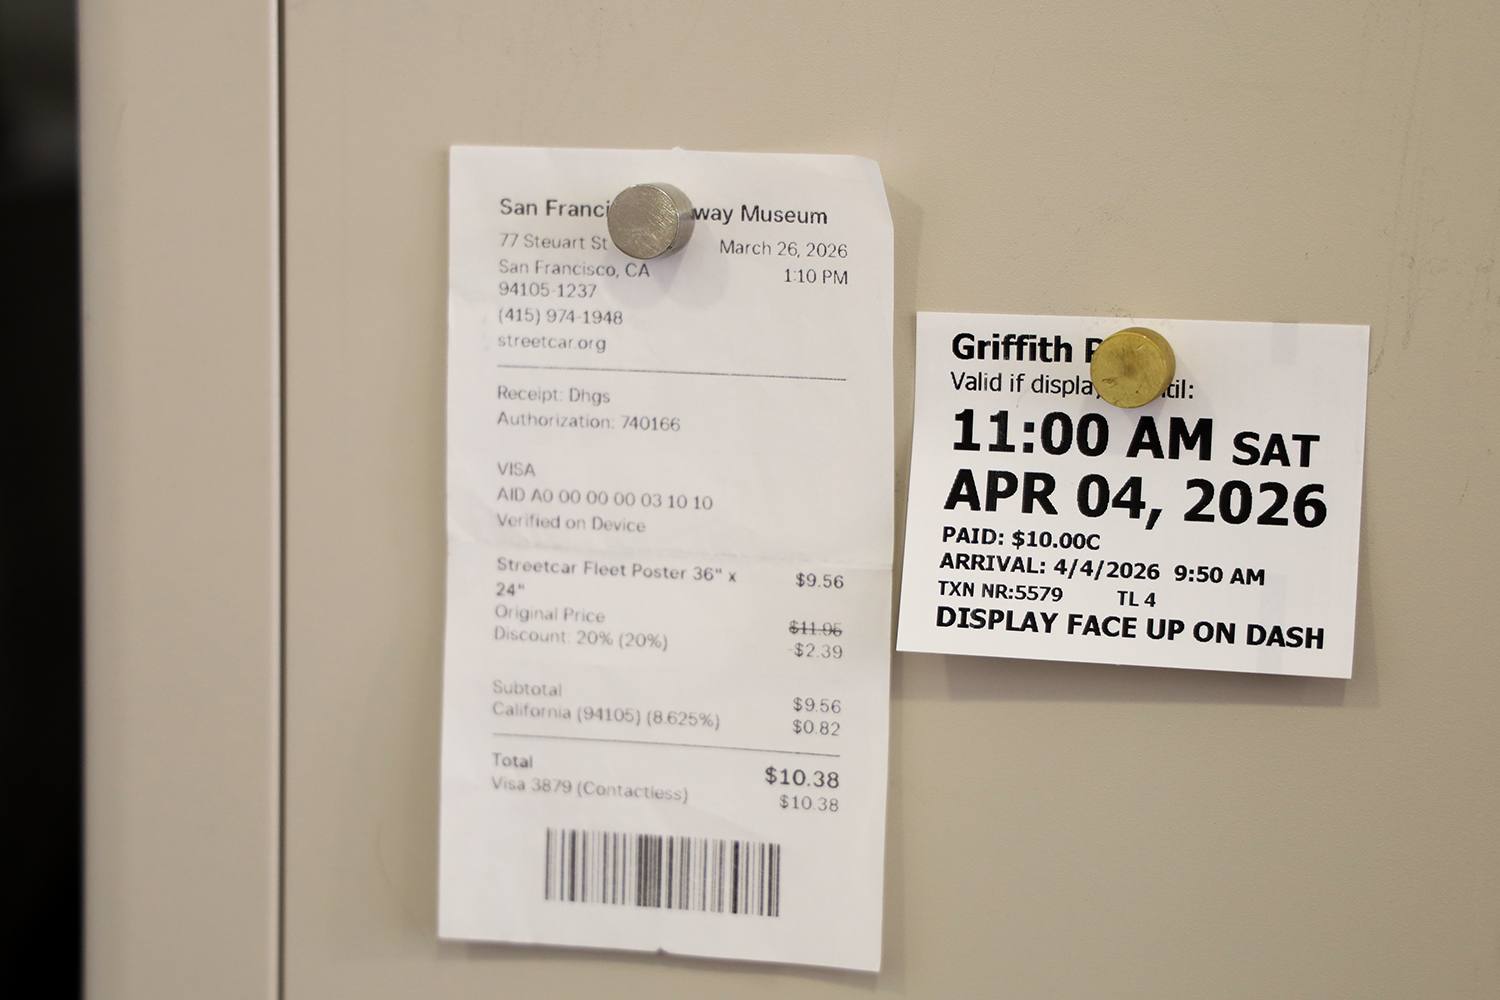 San Franci way Museum
77 Steuart St
San Francisco, CA
94105-1237
(415) 974-1948
streetcar.org
March 26, 2026
1:10 PM
Receipt: Dhgs
Authorization: 740166
VISA
AID A0 00 00 00 03 10 10
Verified on Device
Streetcar Fleet Poster 36" x $9.56
24"
Original Price $11.95
Discount: 20% (20%) -$2.39
Subtotal $9.56
California (94105) (8.625%) $0.82
Total $10.38
Visa 3879 (Contactless) $10.38
Griffith
Valid if displa til:
11:00 AM SAT
APR 04, 2026
PAID: $10.00C
ARRIVAL: 4/4/2026 9:50 AM
TXN NR:5579 TL 4
DISPLAY FACE UP ON DASH